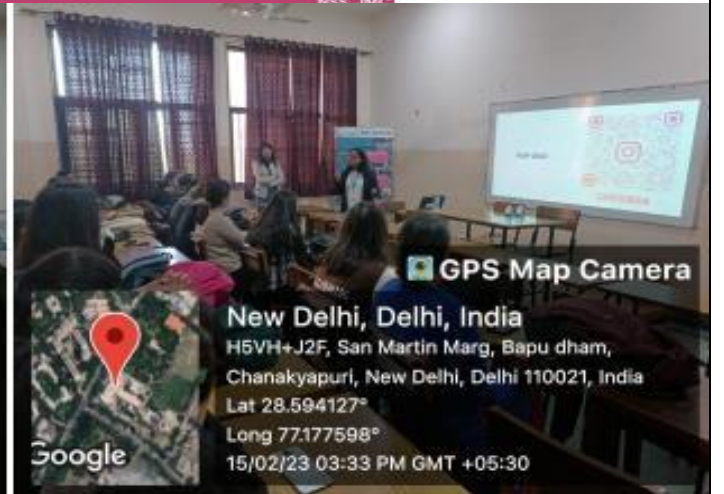 GPS Map Camera
New Delhi, Delhi, India
H5VH+J2F, San Martin Marg, Bapu dham,
Chanakyapuri, New Delhi, Delhi 110021, India
Lat 28.594127°
Long 77.177598°
15/02/23 03:33 PM GMT +05:30
Google